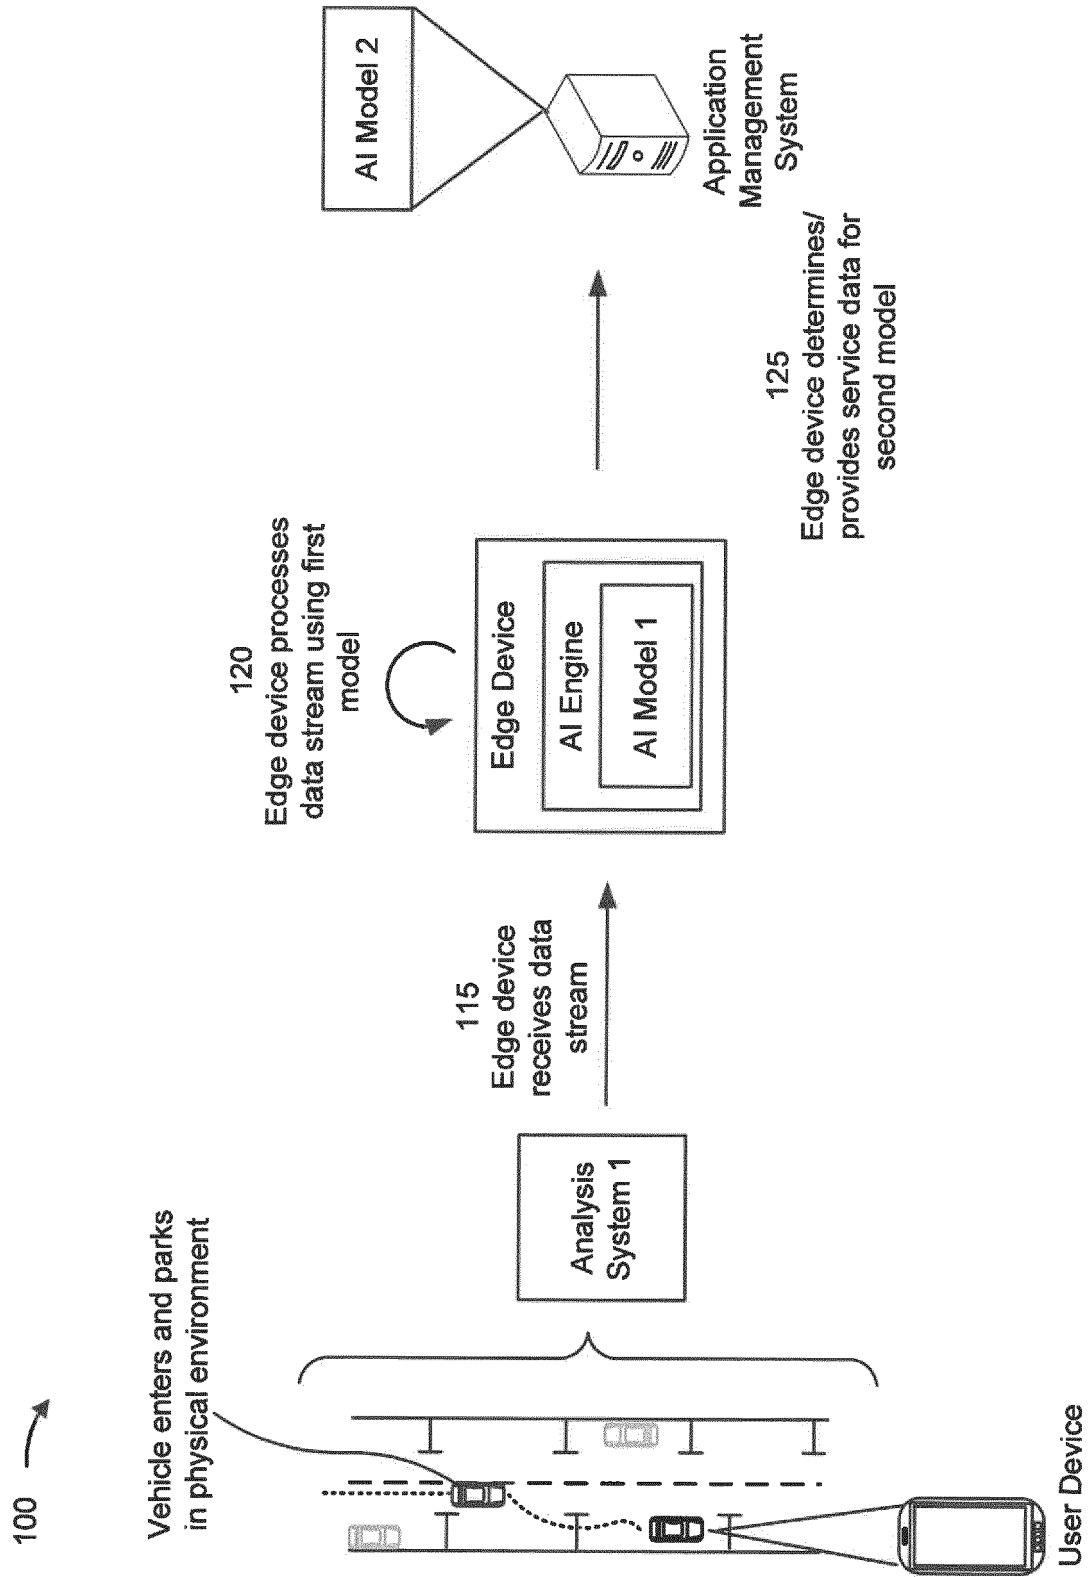 100
Vehicle enters and parks
in physical environment
User Device
Analysis
System 1
115
Edge device
receives data
stream
120
Edge device processes
data stream using first
model
Edge Device
AI Engine
AI Model 1
125
Edge device determines/
provides service data for
second model
AI Model 2
Application
Management
System